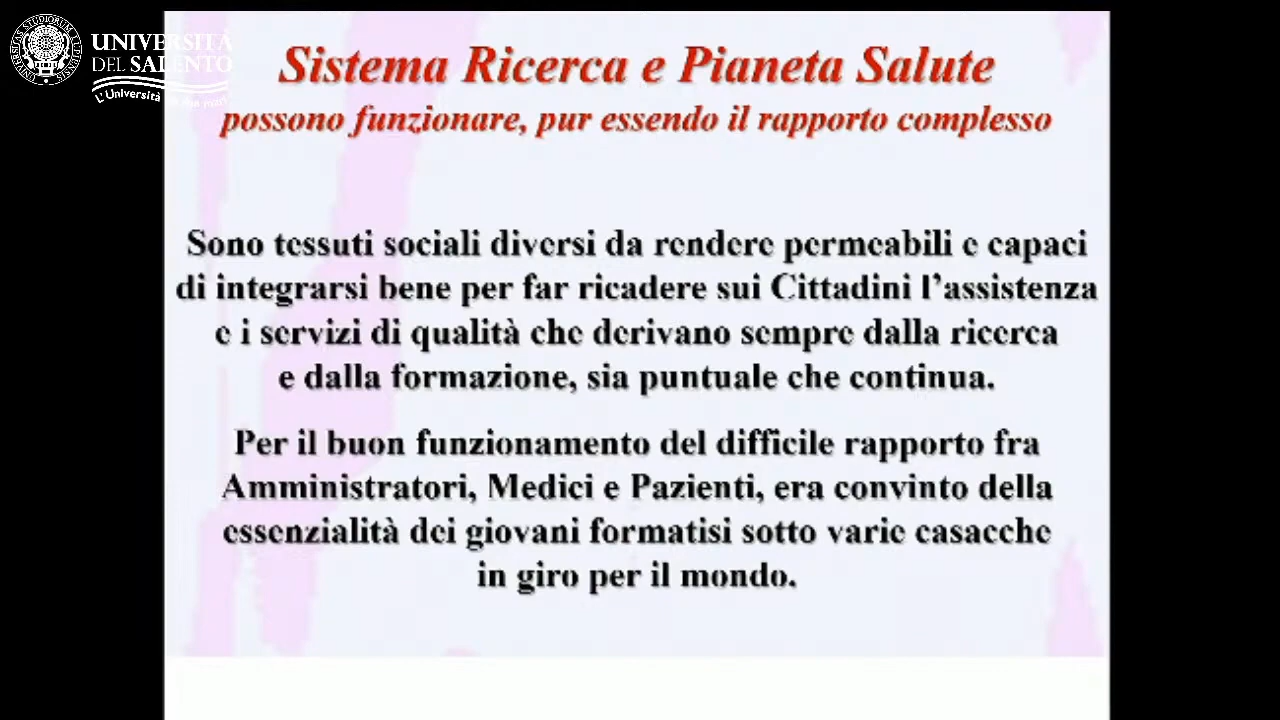 UNIVERSITÀ
DEL SALENTO
L'Università
Sistema Ricerca e Pianeta Salute
possono funzionare, pur essendo il rapporto complesso
Sono tessuti sociali diversi da rendere permeabili e capaci
di integrarsi bene per far ricadere sui Cittadini l'assistenza
e i servizi di qualità che derivano sempre dalla ricerca
e dalla formazione, sia puntuale che continua.
Per il buon funzionamento del difficile rapporto fra
Amministratori, Medici e Pazienti, era convinto della
essenzialità dei giovani formatisi sotto varie casacche
in giro per il mondo.